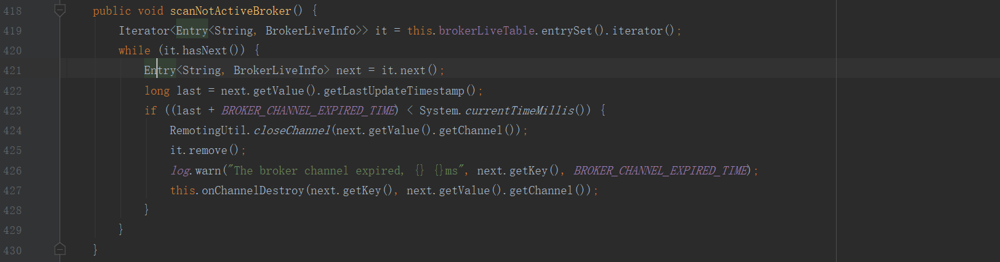 418 public void scanNotActiveBroker() {
419 Iterator<Entry<String, BrokerLiveInfo>> it = this.brokerLiveTable.entrySet().iterator();
420 while (it.hasNext()) {
421 Entry<String, BrokerLiveInfo> next = it.next();
422 long last = next.getValue().getLastUpdateTimestamp();
423 if ((last + BROKER_CHANNEL_EXPIRED_TIME) < System.currentTimeMillis()) {
424 RemotingUtil.closeChannel(next.getValue().getChannel());
425 it.remove();
426 log.warn("The broker channel expired, {} {}ms", next.getKey(), BROKER_CHANNEL_EXPIRED_TIME);
427 this.onChannelDestroy(next.getKey(), next.getValue().getChannel());
428 }
429 }
430 }